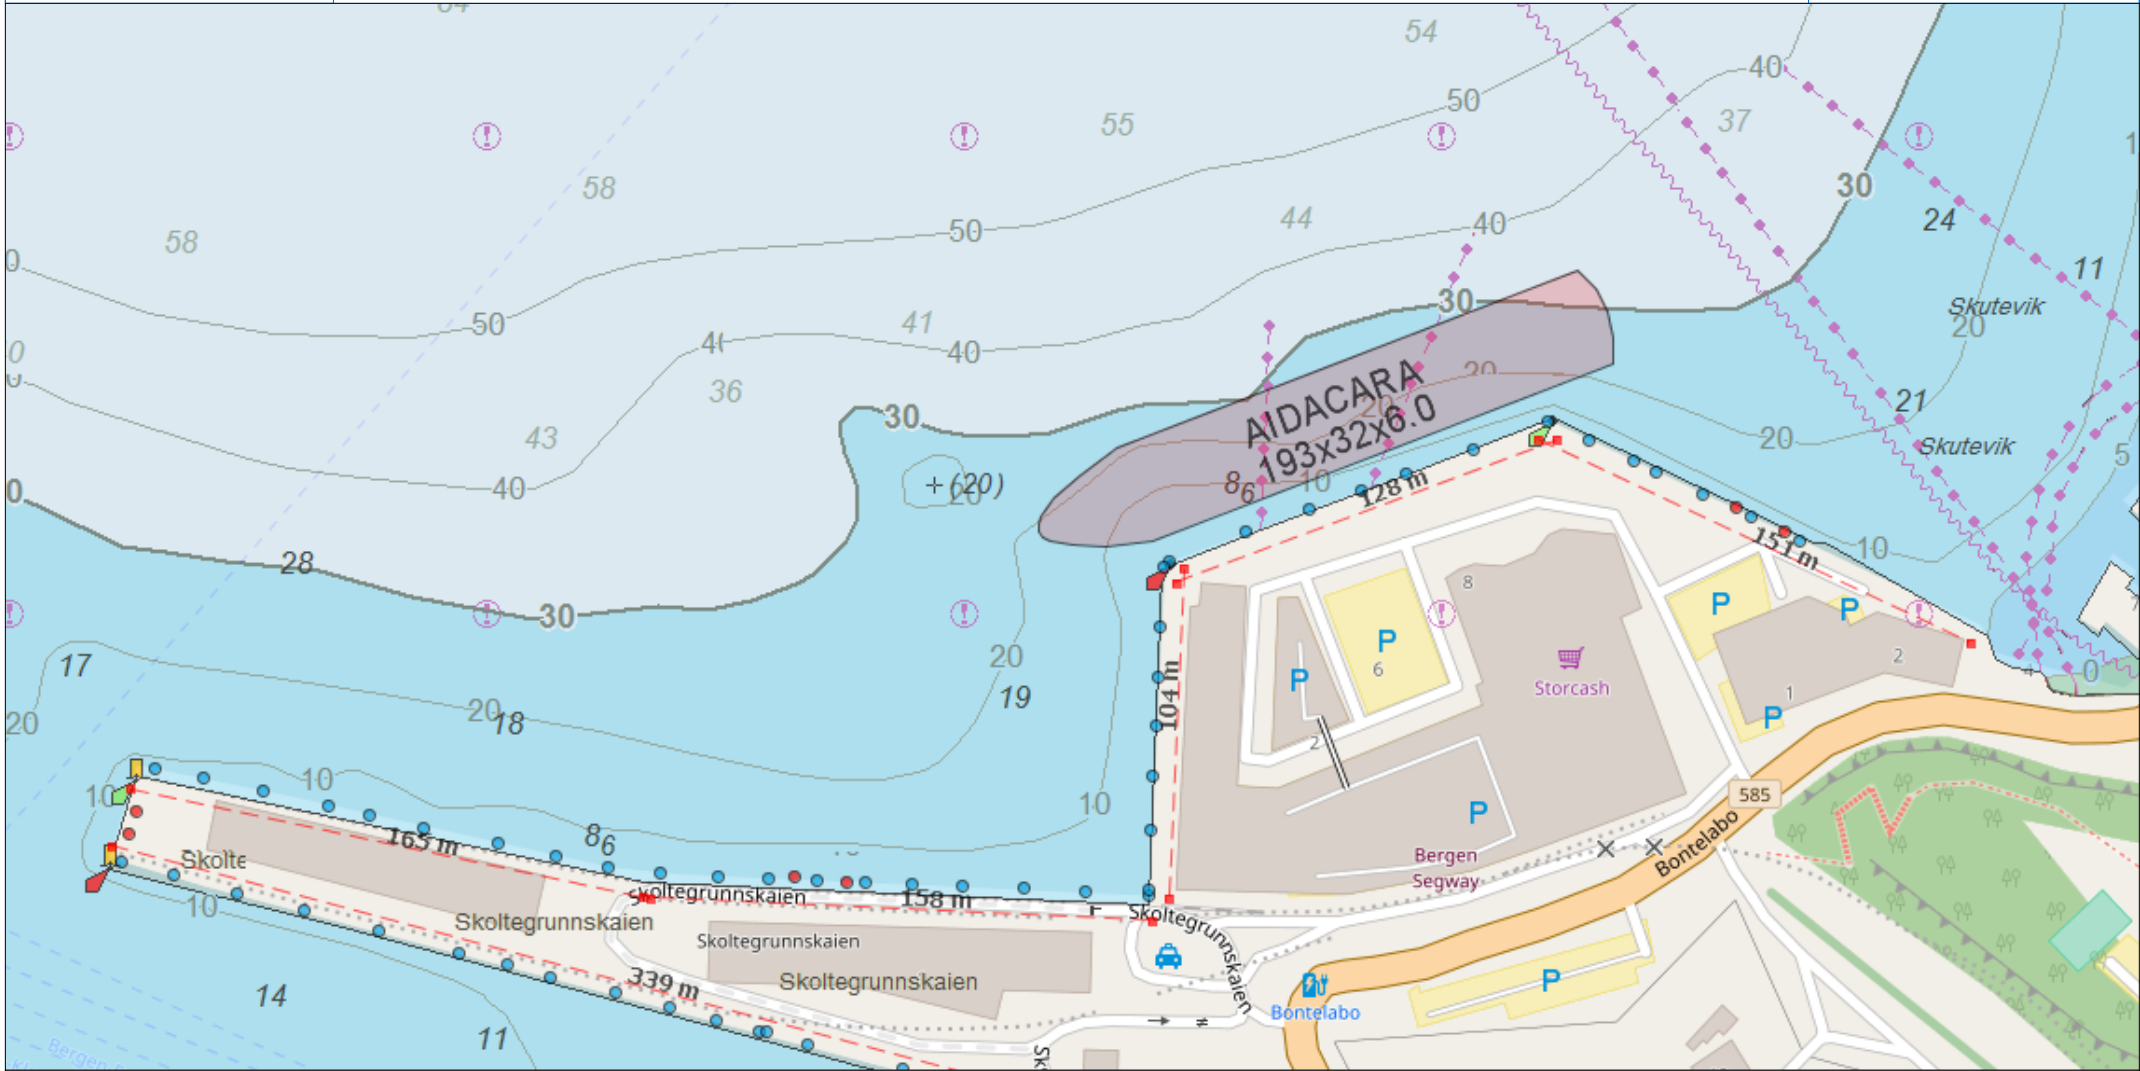 54
40
50
55
37
58
30
24
58
44
40
50
11
0
Skutevik
20
50
30
41
40
40
20
AIDACARA
193x32x6.0
36
20
21
30
43
20
Skutevik
5
86
10
128 m
40
(20)
20
10
151 m
28
30
8
P
P
P
17
20
19
6
P
Storcash
2
0
104 m
20
20
18
2
1
P
10
10
10
P
585
165 m
86
Skolte
Bontelabo
Bergen
Segway
Skoltegrunnskaien
158 m
10
Skoltegrunnskaien
Skoltegrunnskaien
Skoltegrunnskaien
339 m
Skoltegrunnskaien
P
14
Bontelabo
11